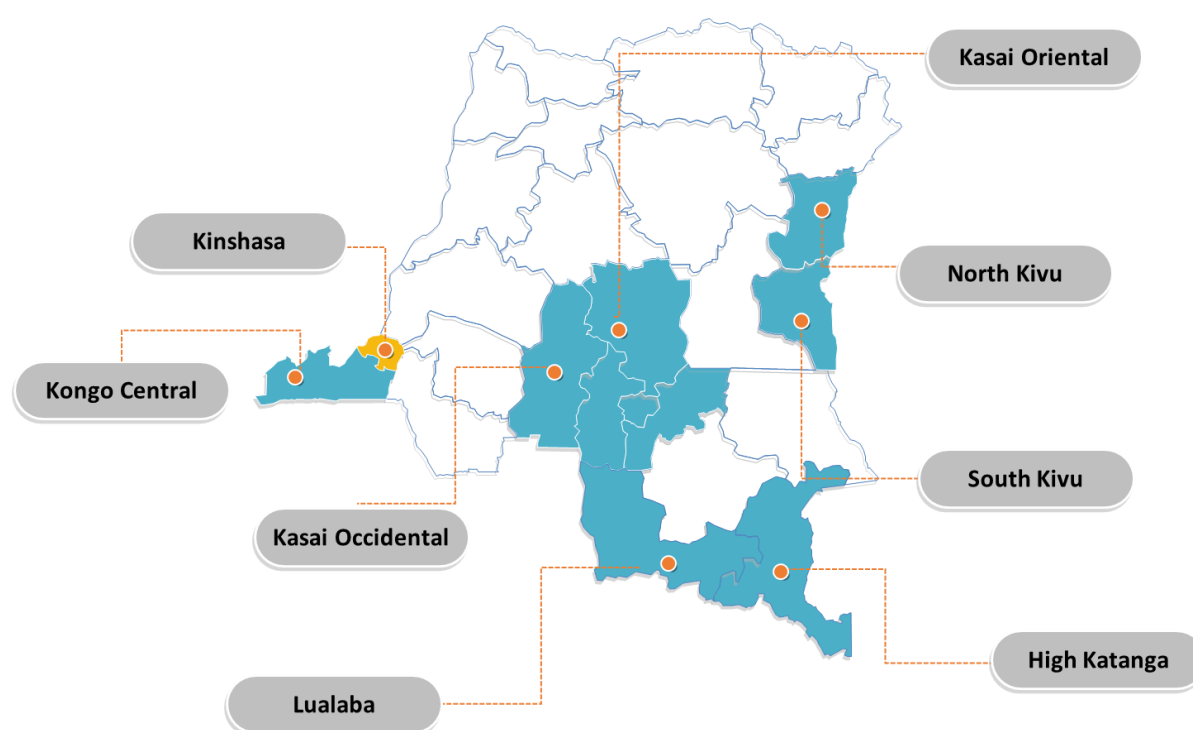 Kasai Oriental
Kinshasa
North Kivu
Kongo Central
South Kivu
Kasai Occidental
High Katanga
Lualaba